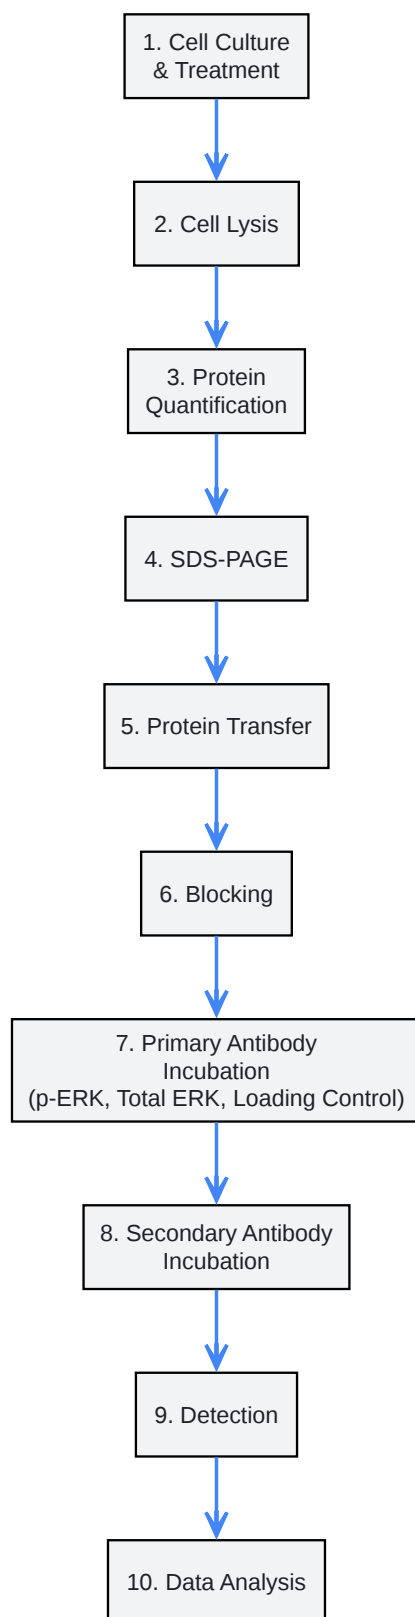 1. Cell Culture
& Treatment
2. Cell Lysis
3. Protein
Quantification
4. SDS-PAGE
5. Protein Transfer
6. Blocking
7. Primary Antibody
Incubation
(p-ERK, Total ERK, Loading Control)
8. Secondary Antibody
Incubation
9. Detection
10. Data Analysis